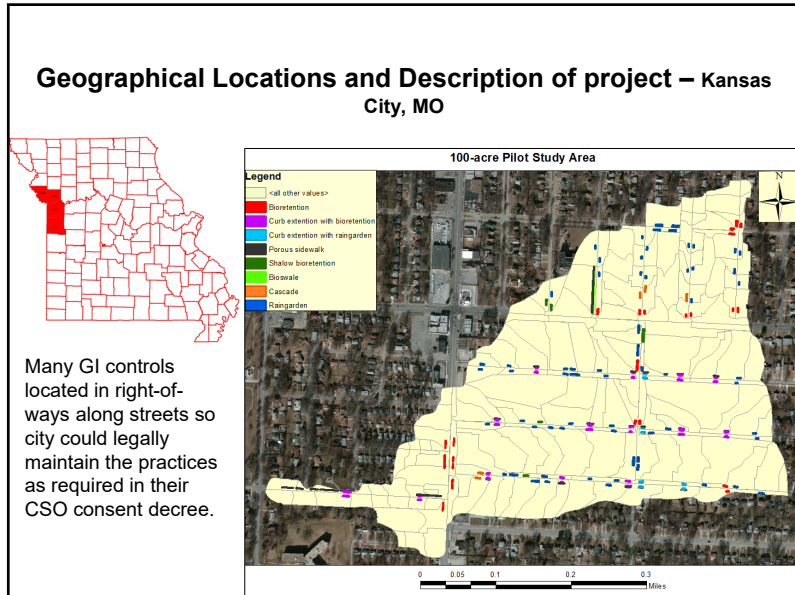 Geographical Locations and Description of project – Kansas
City, MO
100-acre Pilot Study Area
Legend
<all other values>
Bioretention
Curb extention with bioretention
Curb extention with raingarden
Porous sidewalk
Shalow bioretention
Bioswale
Cascade
Raingarden
N
Many GI controls
located in right-of-
ways along streets so
city could legally
maintain the practices
as required in their
CSO consent decree.
0 0.05 0.1 0.2 0.3
Miles